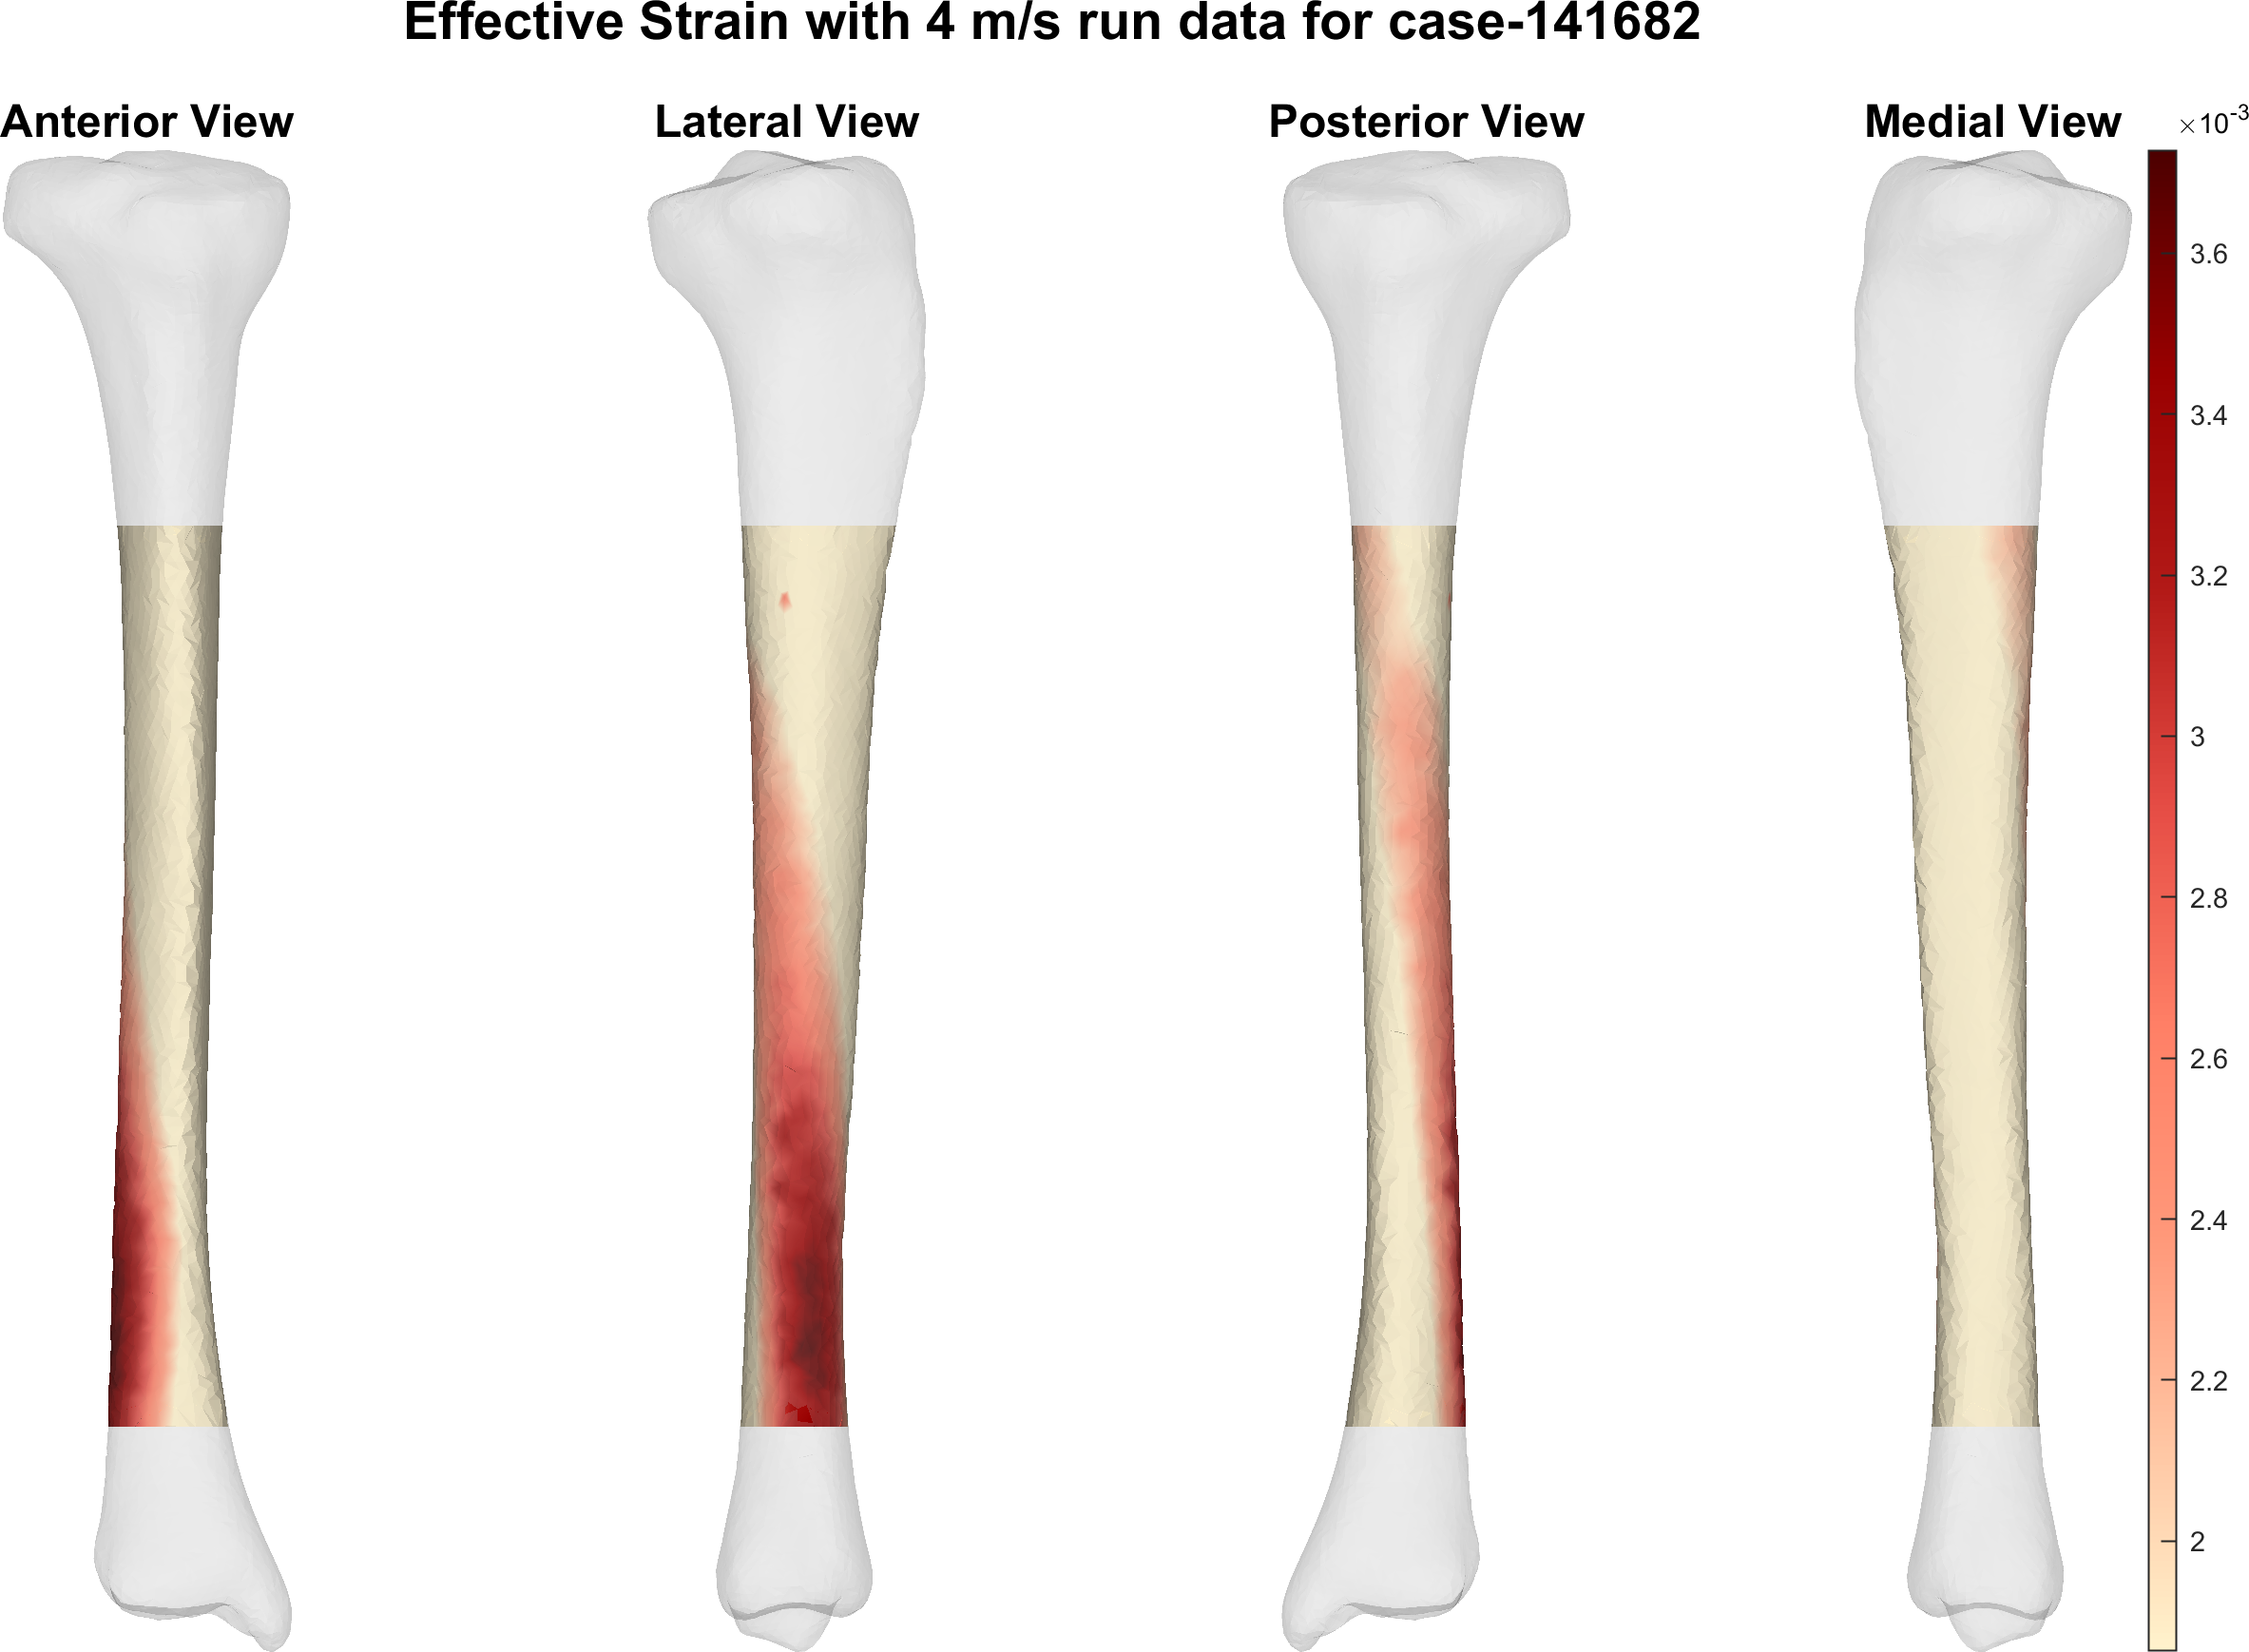 Effective Strain with 4 m/s run data for case-141682
Anterior View
Lateral View
Posterior View
Medial View
×10-3
3.6
3.4
3.2
3
2.8
2.6
2.4
2.2
2